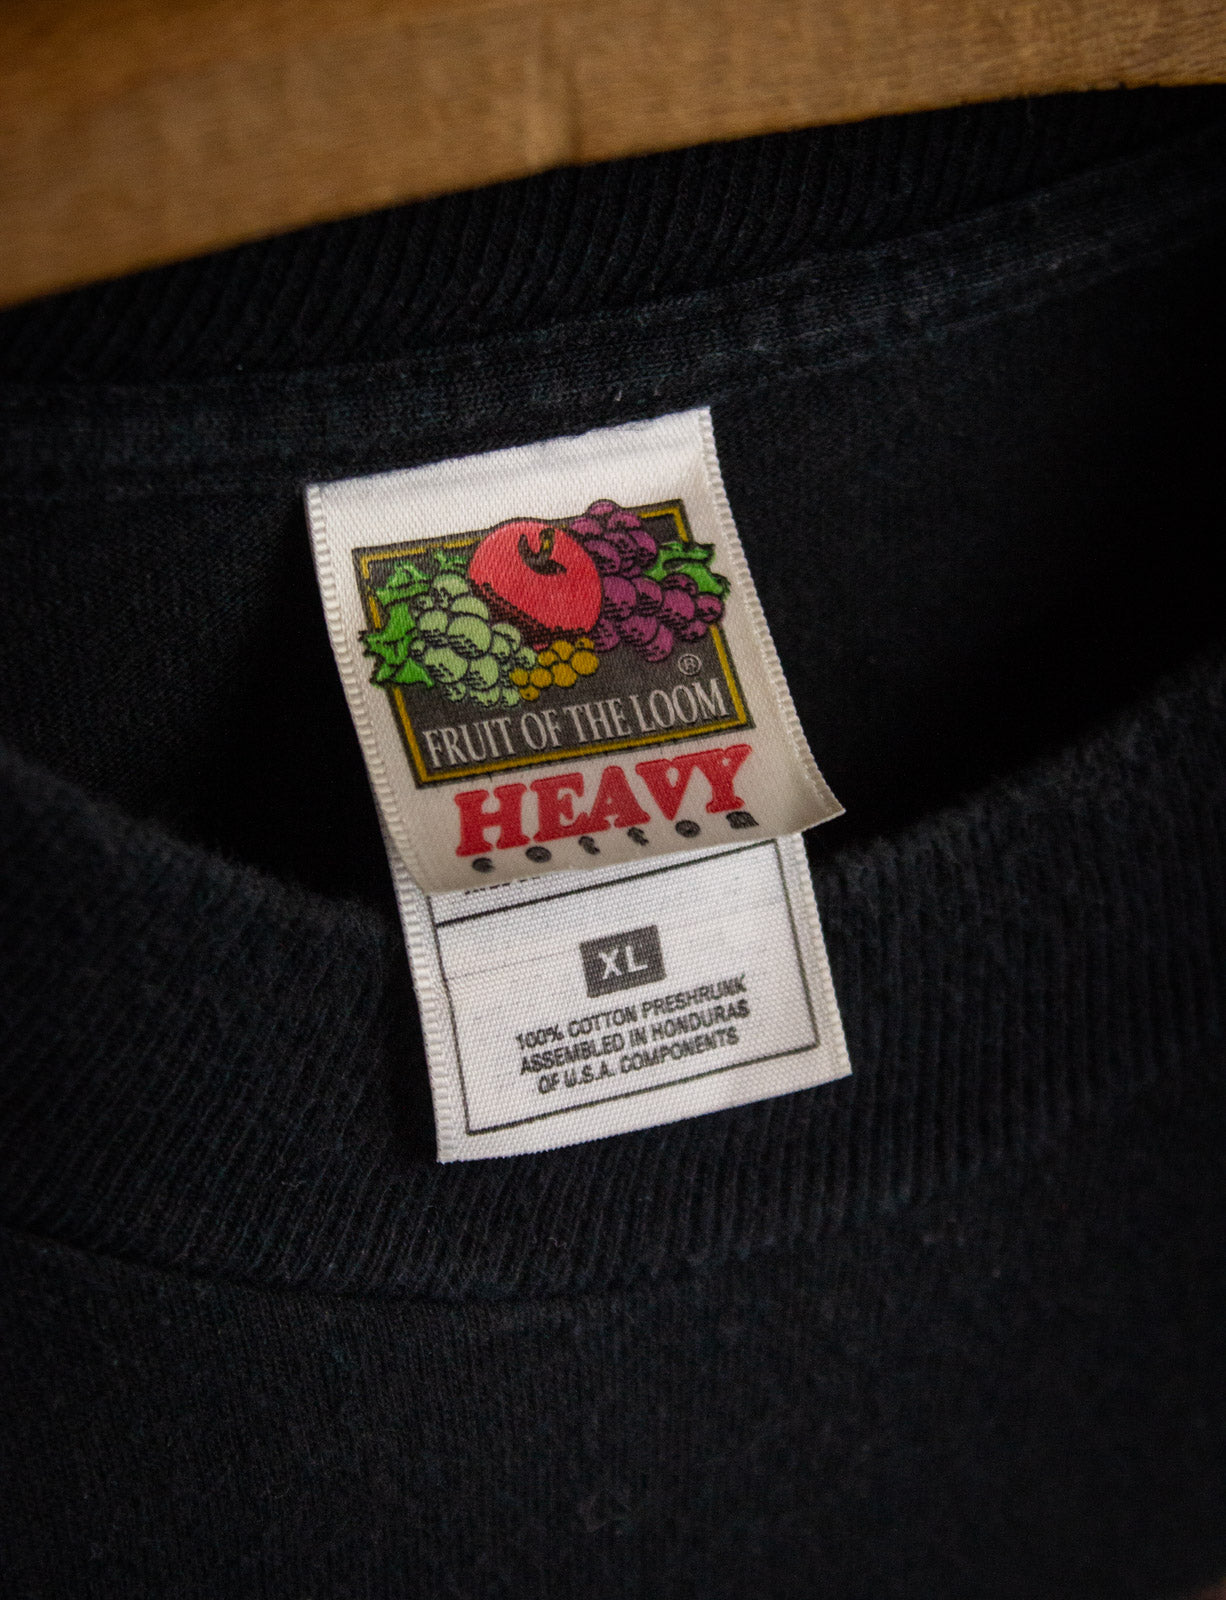 ®
FRUIT OF THE LOOM
HEAVY
cotton
XL
100% COTTON PRESHRUNK
ASSEMBLED IN HONDURAS
OF U.S.A. COMPONENTS